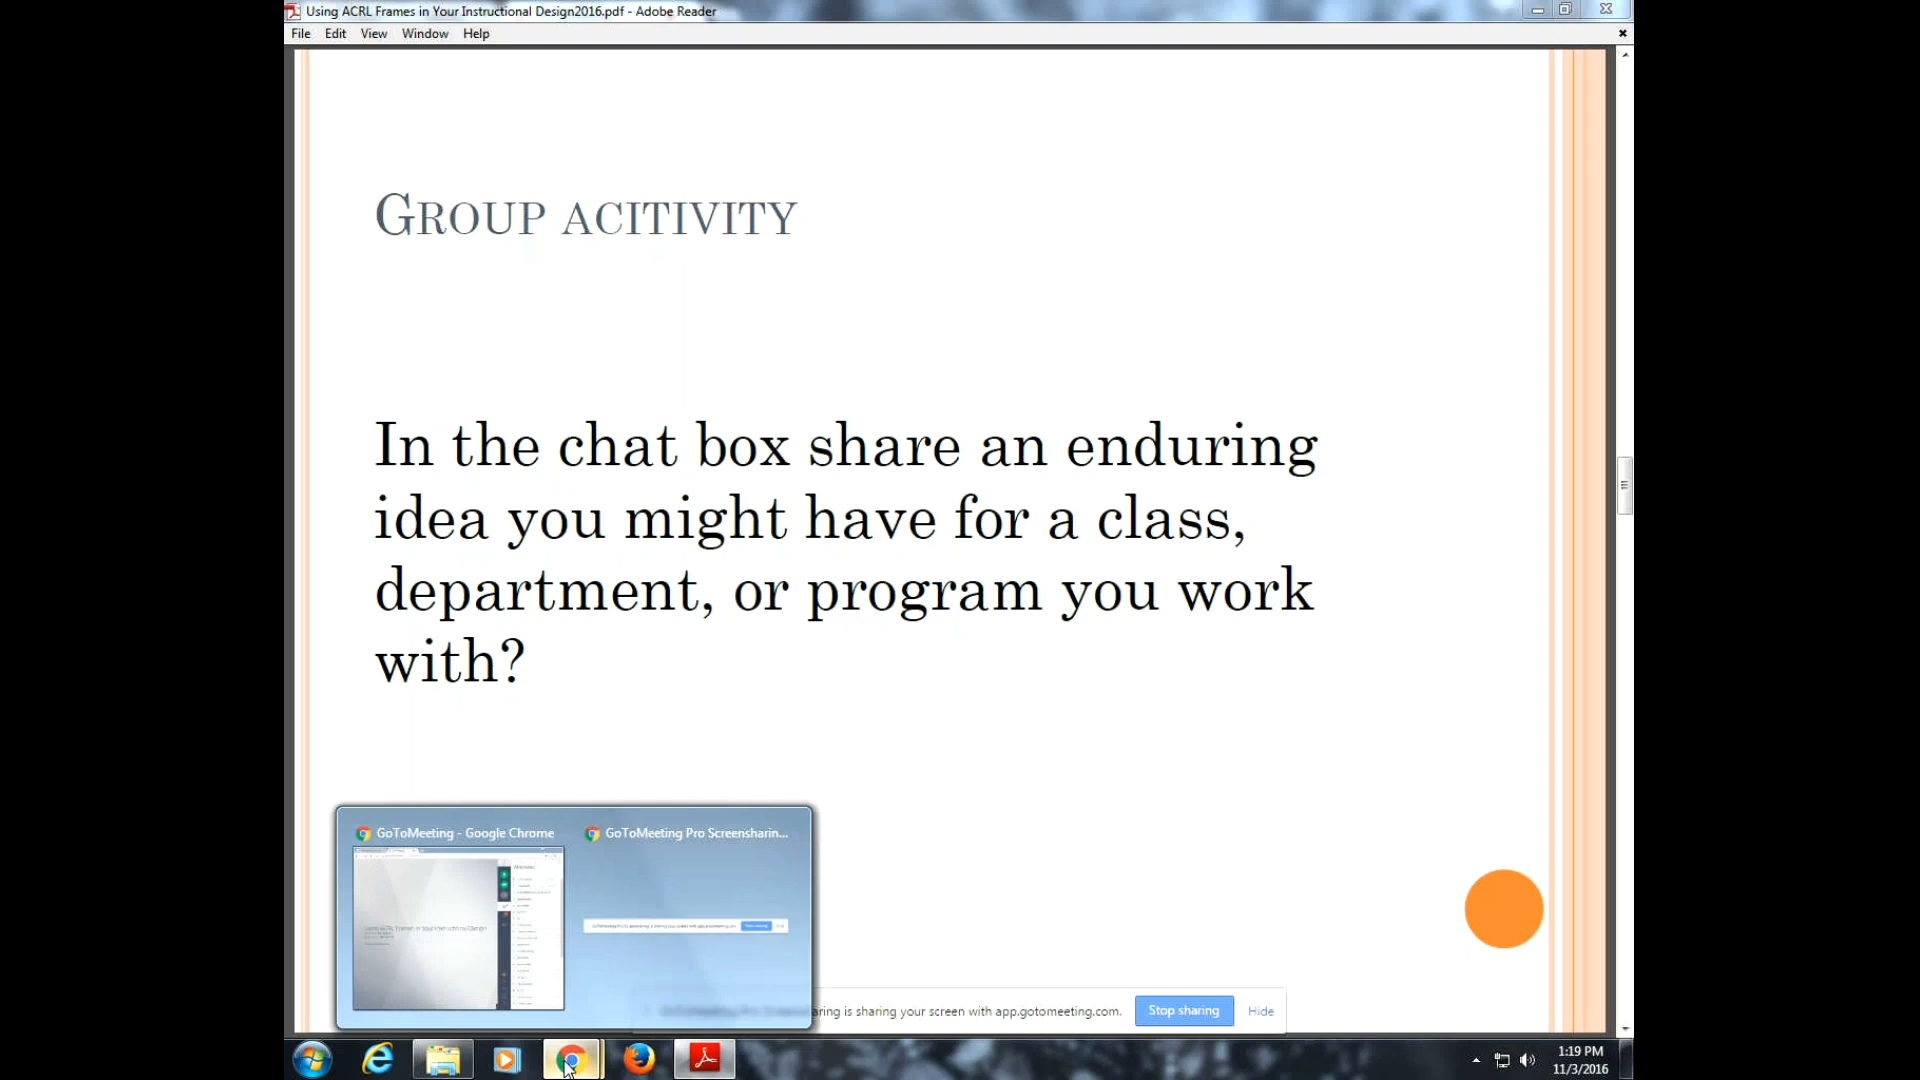 Using ACRL Frames in Your Instructional Design2016.pdf - Adobe Reader
File Edit View Window Help
GROUP ACITIVITY
In the chat box share an enduring
idea you might have for a class,
department, or program you work
with?
GoToMeeting - Google Chrome
GoToMeeting Pro Screensharin...
is sharing your screen with app.gotomeeting.com.
Stop sharing
Hide
1:19 PM
11/3/2016